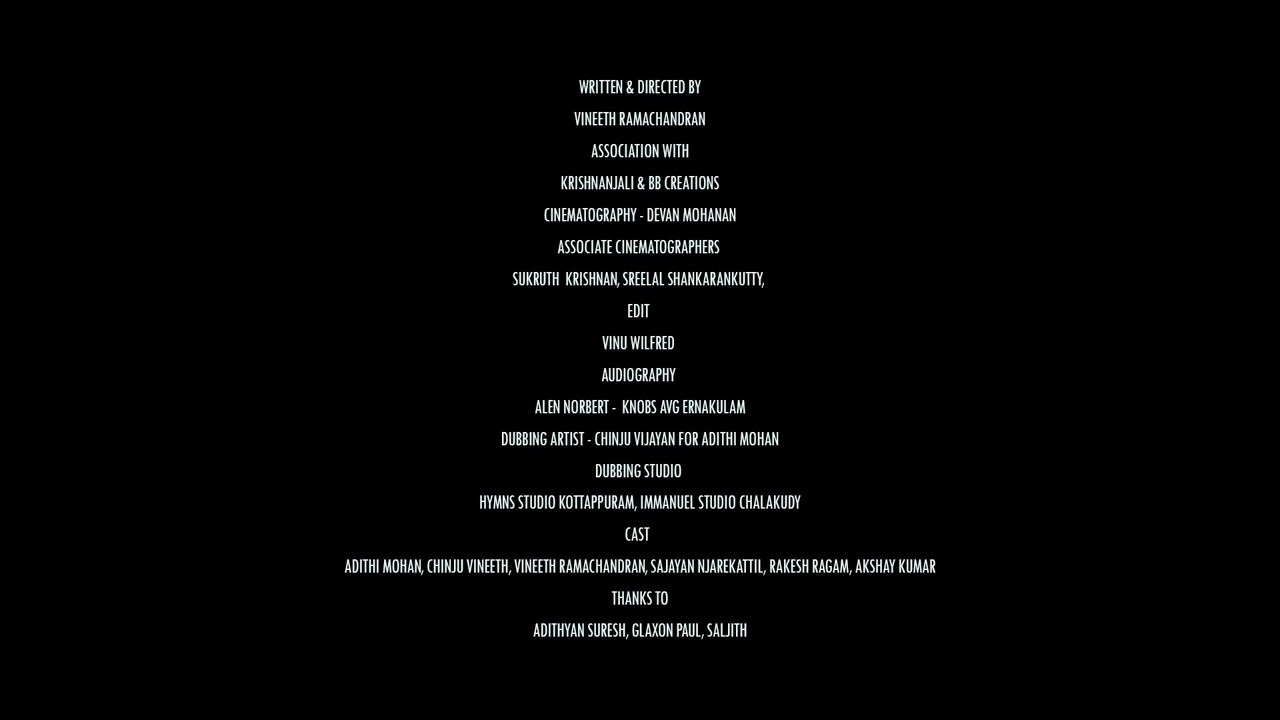 WRITTEN & DIRECTED BY
VINEETH RAMACHANDRAN
ASSOCIATION WITH
KRISHNANJALI & BB CREATIONS
CINEMATOGRAPHY - DEVAN MOHANAN
ASSOCIATE CINEMATOGRAPHERS
SUKRUTH  KRISHNAN, SREELAL SHANKARANKUTTY,
EDIT
VINU WILFRED
AUDIOGRAPHY
ALEN NORBERT -  KNOBS AVG ERNAKULAM
DUBBING ARTIST - CHINJU VIJAYAN FOR ADITHI MOHAN
DUBBING STUDIO
HYMNS STUDIO KOTTAPPURAM, IMMANUEL STUDIO CHALAKUDY
CAST
ADITHI MOHAN, CHINJU VINEETH, VINEETH RAMACHANDRAN, SAJAYAN NJAREKATTIL, RAKESH RAGAM, AKSHAY KUMAR
THANKS TO
ADITHYAN SURESH, GLAXON PAUL, SALJITH